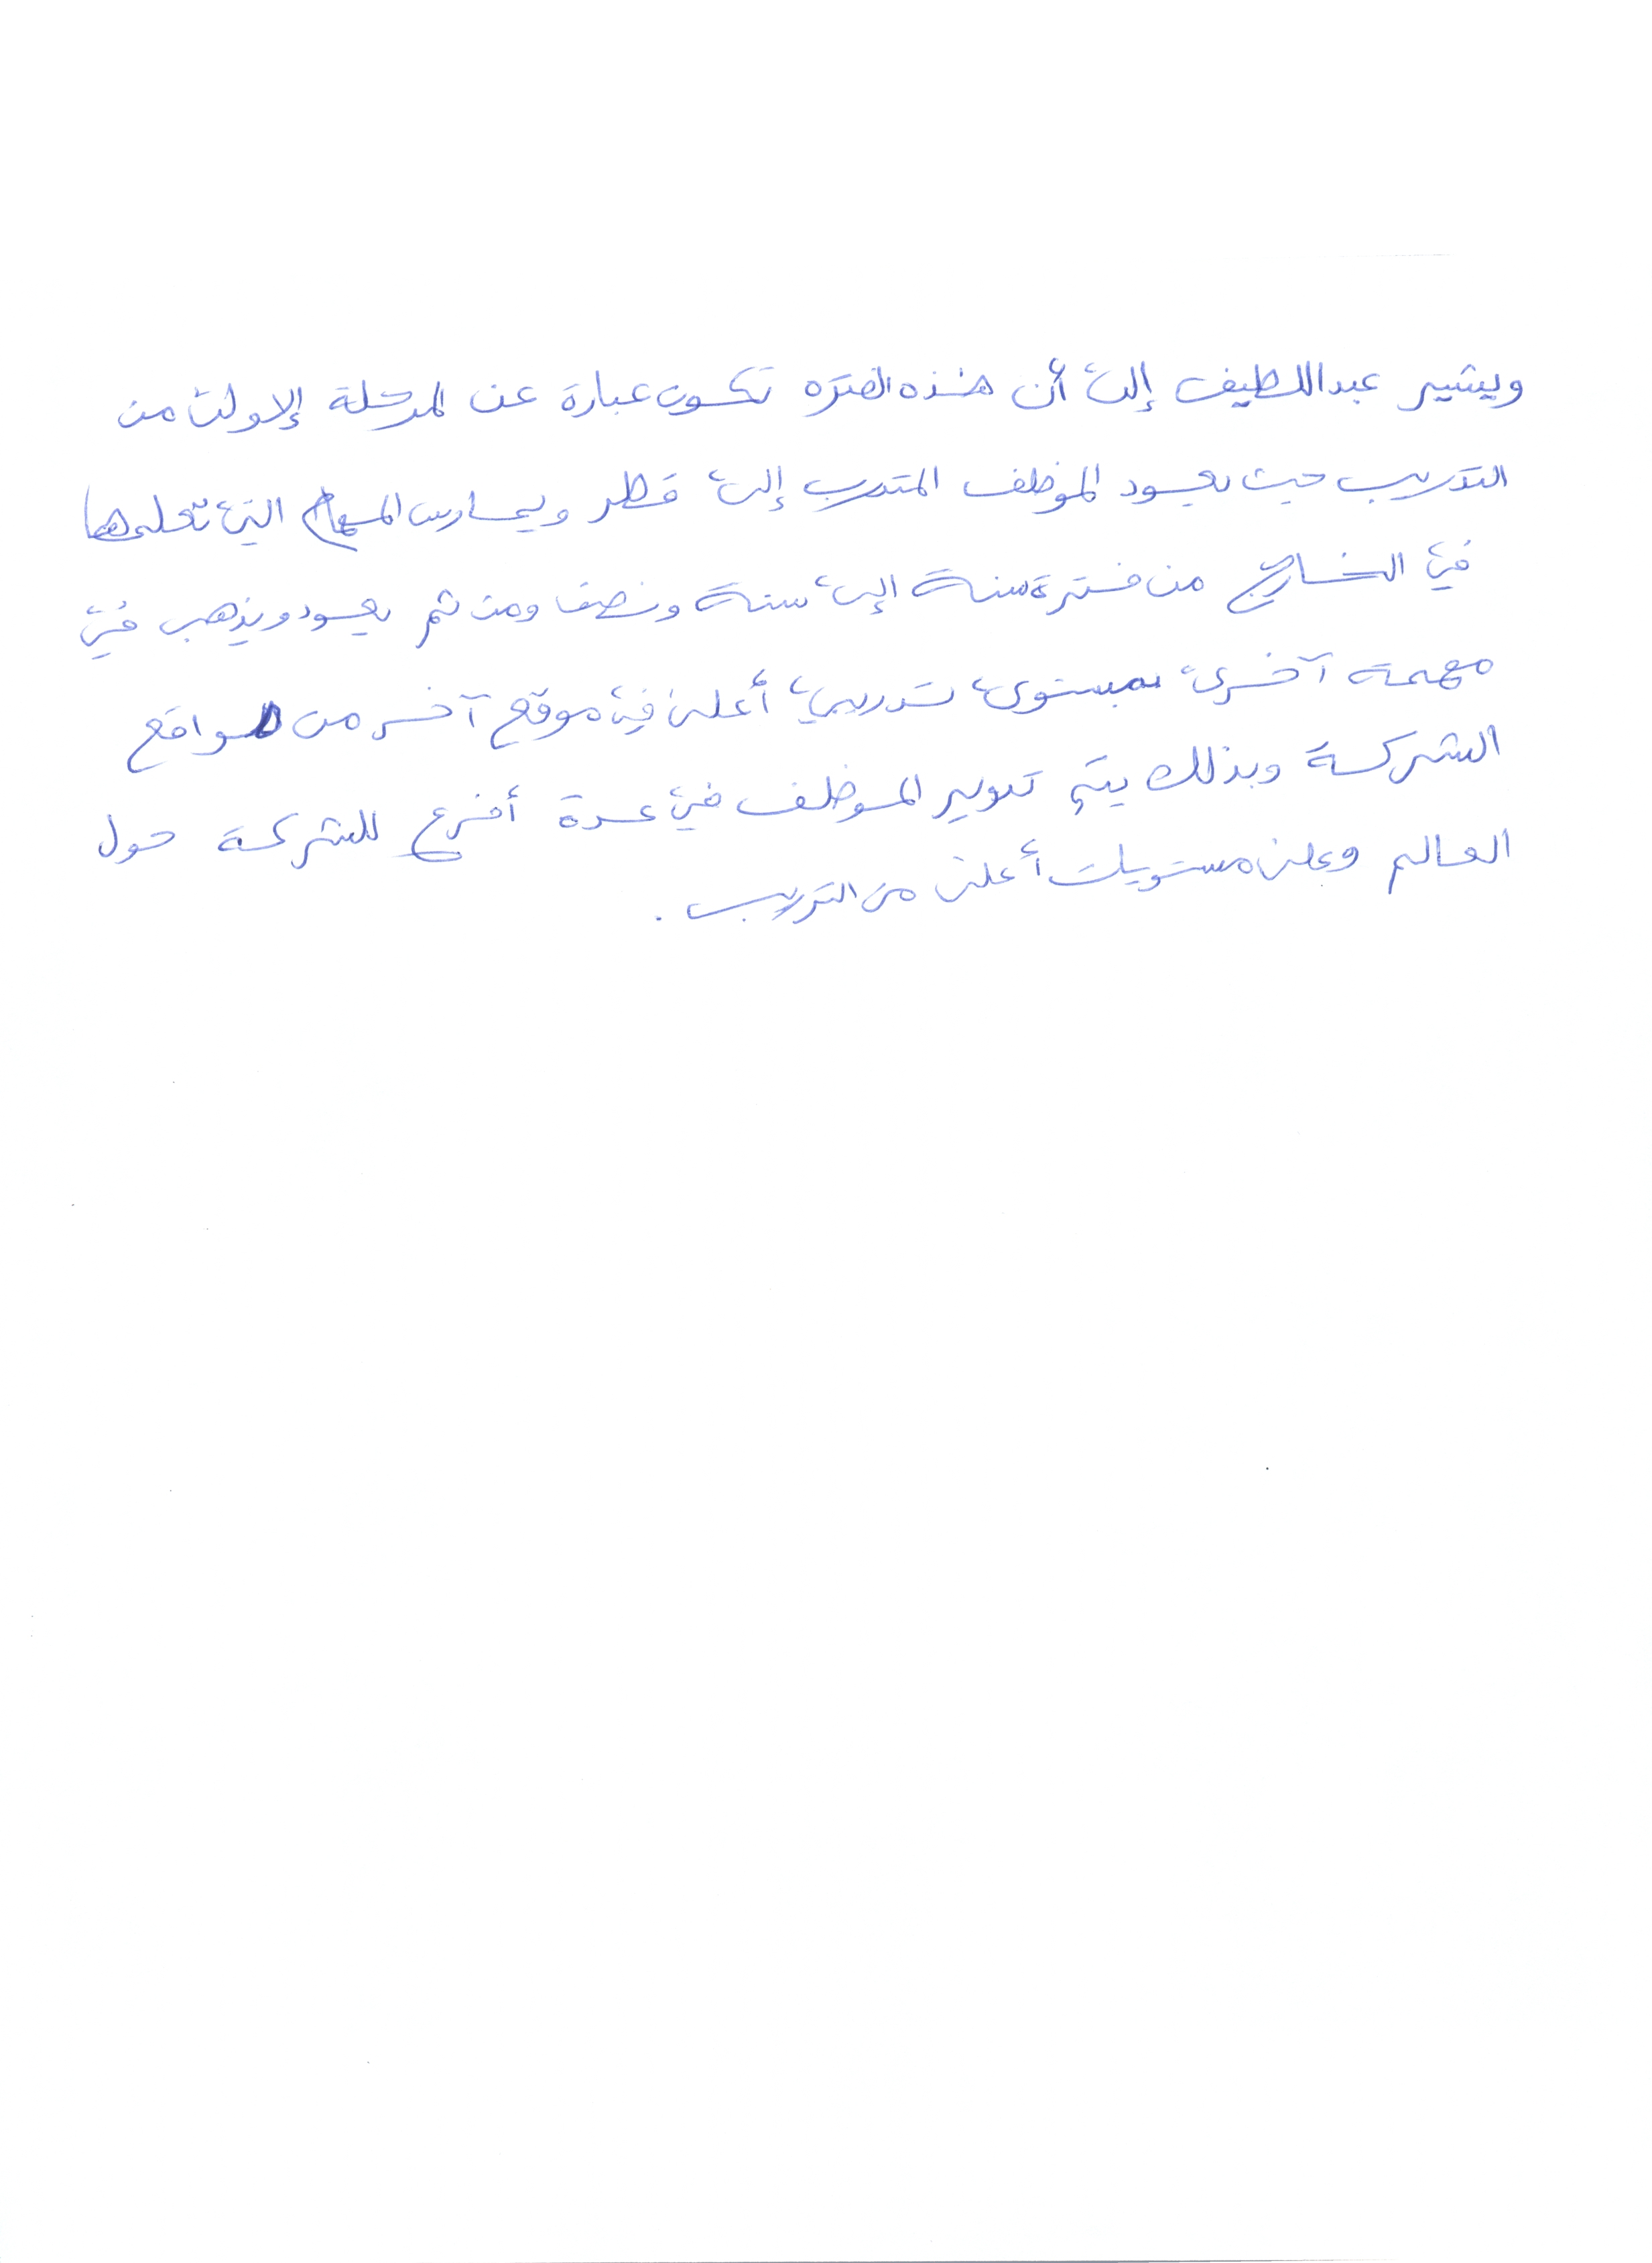 ويشير عبداللطيف إلى أن هذه الفتره تكون عبارة عن المرحلة الإولى من
التدريب حيث يعود الموظف المتدرب إلى قطر ويمارس المهام التي تعلمها
في الخارج من فترة سنة إلى سنة ونصف ومن ثم يعود ويذهب في
مهمة آخرى بمستوى تدريبي أعلى في موقع آخر من مواقع
الشركة وبذلك يتم تدوير الموظف في عدة أفرع للشركة حول
العالم وعلى مستويات أعلى من التدريب .